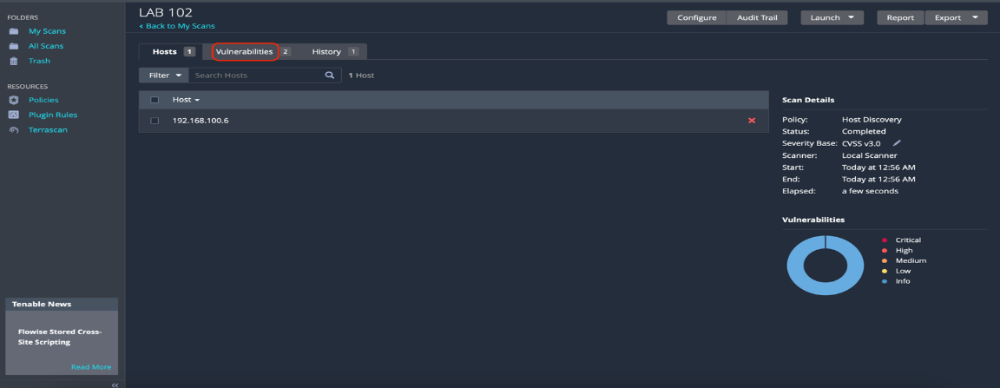 FOLDERS
My Scans
All Scans
Trash
RESOURCES
Policies
Plugin Rules
Terrascan
Tenable News
Flowise Stored Cross-
Site Scripting
Read More
<<
LAB 102
‹ Back to My Scans
Configure Audit Trail Launch Report Export
Hosts 1 Vulnerabilities 2 History 1
Filter Search Hosts 1 Host
Host
192.168.100.6
Scan Details
Policy: Host Discovery
Status: Completed
Severity Base: CVSS v3.0
Scanner: Local Scanner
Start: Today at 12:56 AM
End: Today at 12:56 AM
Elapsed: a few seconds
Vulnerabilities
Critical
High
Medium
Low
Info